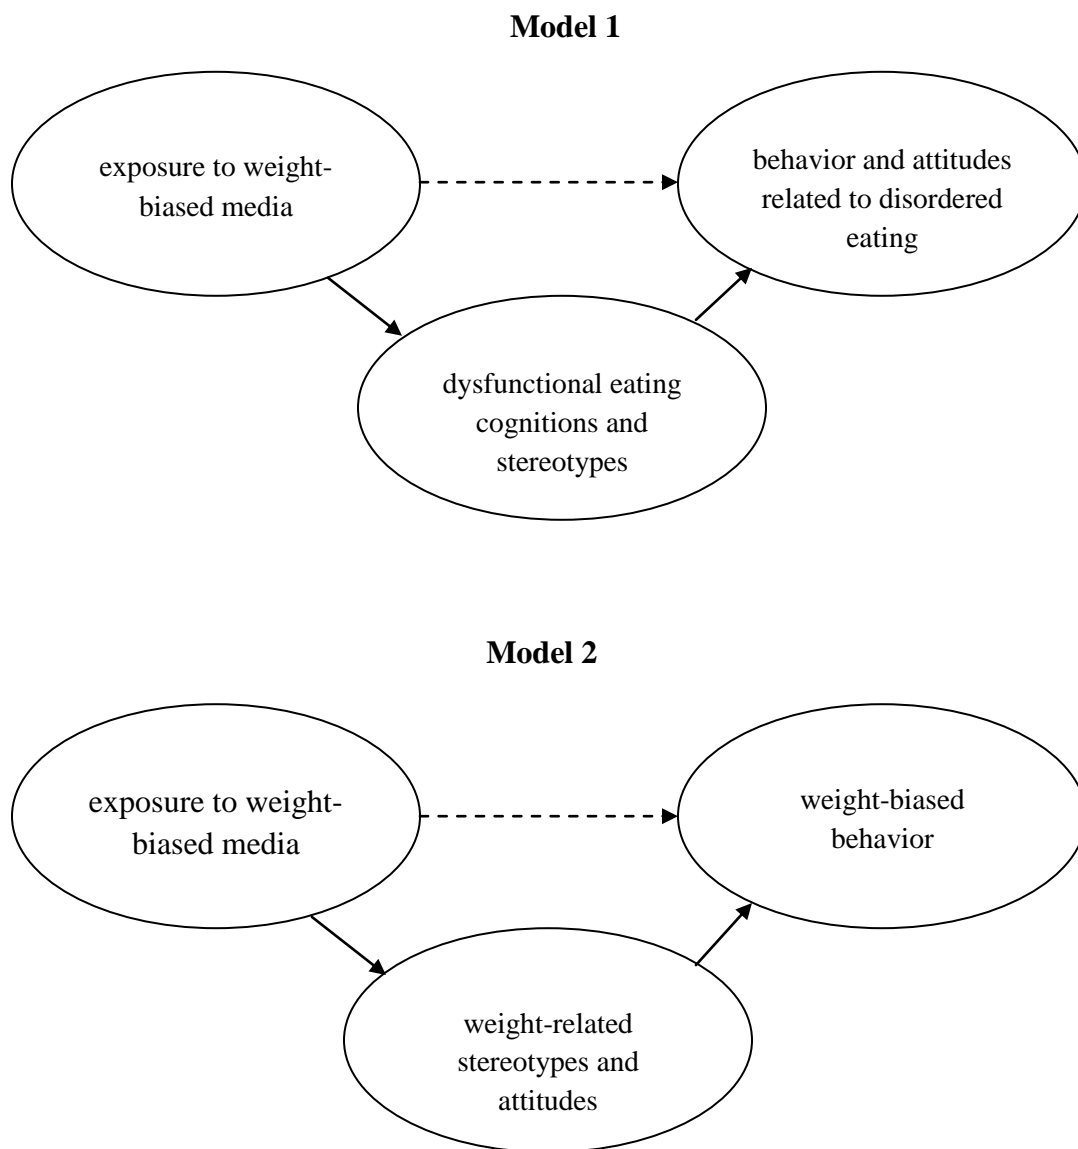 Model 1
exposure to weight-
biased media
behavior and attitudes
related to disordered
eating
dysfunctional eating
cognitions and
stereotypes
Model 2
exposure to weight-
biased media
weight-biased
behavior
weight-related
stereotypes and
attitudes